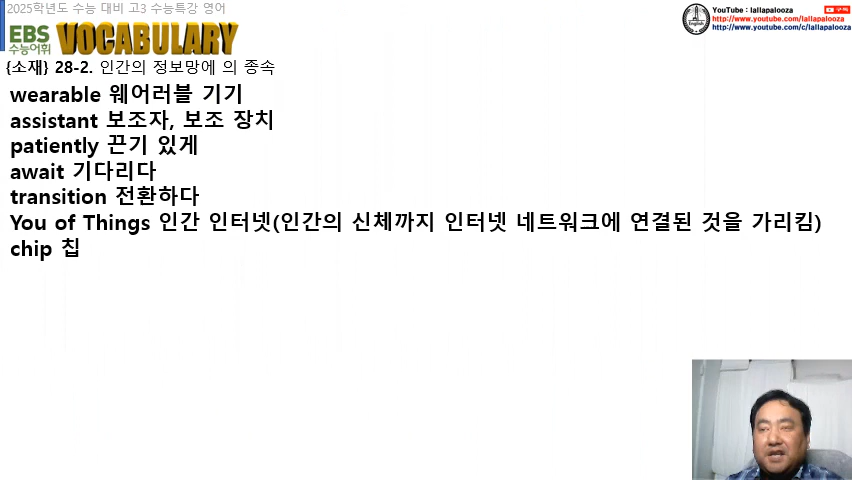 2025학년도 수능 대비 고3 수능특강 영어
EBS
수능어휘
VOCABULARY
YouTube : lallapalooza
구독
http://www.youtube.com/lallapalooza
http://www.youtube.com/c/lallapalooza
English
{소재} 28-2. 인간의 정보망에 의 종속
wearable 웨어러블 기기
assistant 보조자, 보조 장치
patiently 끈기 있게
await 기다리다
transition 전환하다
You of Things 인간 인터넷(인간의 신체까지 인터넷 네트워크에 연결된 것을 가리킴)
chip 칩